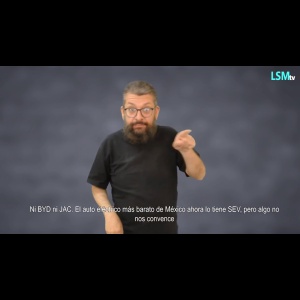 LSMtv
Ni BYD ni JAC. El auto eléctrico más barato de México ahora lo tiene SEV, pero algo no
nos convence